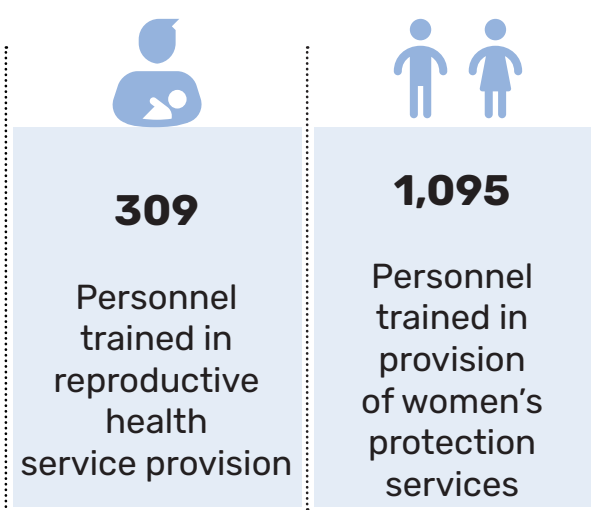 309
Personnel
trained in
reproductive
health
service provision
1,095
Personnel
trained in
provision
of women’s
protection
services